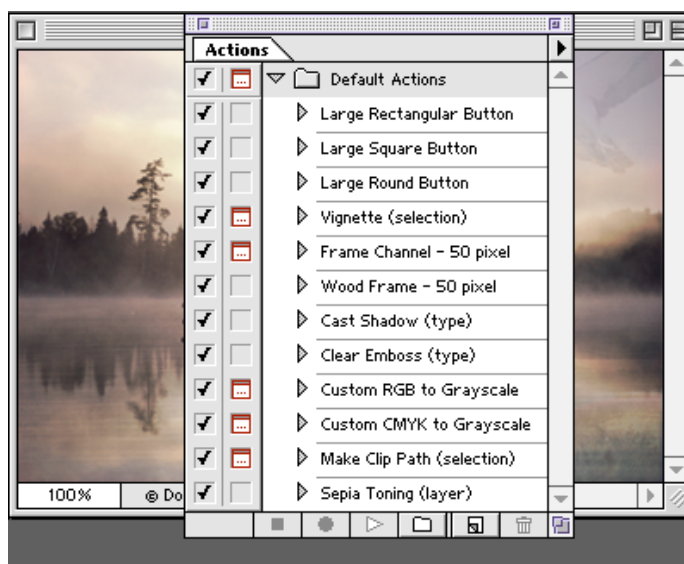 Actions
Default Actions
Large Rectangular Button
Large Square Button
Large Round Button
Vignette (selection)
Frame Channel - 50 pixel
Wood Frame - 50 pixel
Cast Shadow (type)
Clear Emboss (type)
Custom RGB to Grayscale
Custom CMYK to Grayscale
Make Clip Path (selection)
Sepia Toning (layer)
100% © Do